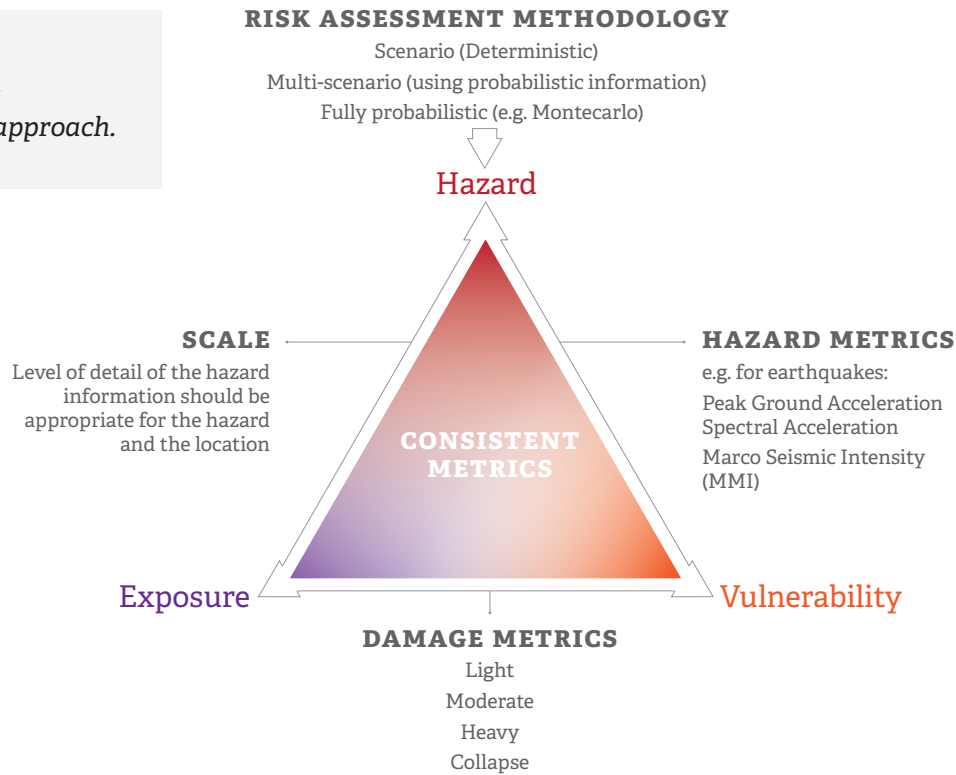 RISK ASSESSMENT METHODOLOGY
Scenario (Deterministic)
Multi-scenario (using probabilistic information)
Fully probabilistic (e.g. Montecarlo)
approach.
Hazard
SCALE
Level of detail of the hazard
information should be
appropriate for the hazard
and the location
HAZARD METRICS
e.g. for earthquakes:
Peak Ground Acceleration
Spectral Acceleration
Marco Seismic Intensity
(MMI)
CONSISTENT
METRICS
Exposure
Vulnerability
DAMAGE METRICS
Light
Moderate
Heavy
Collapse